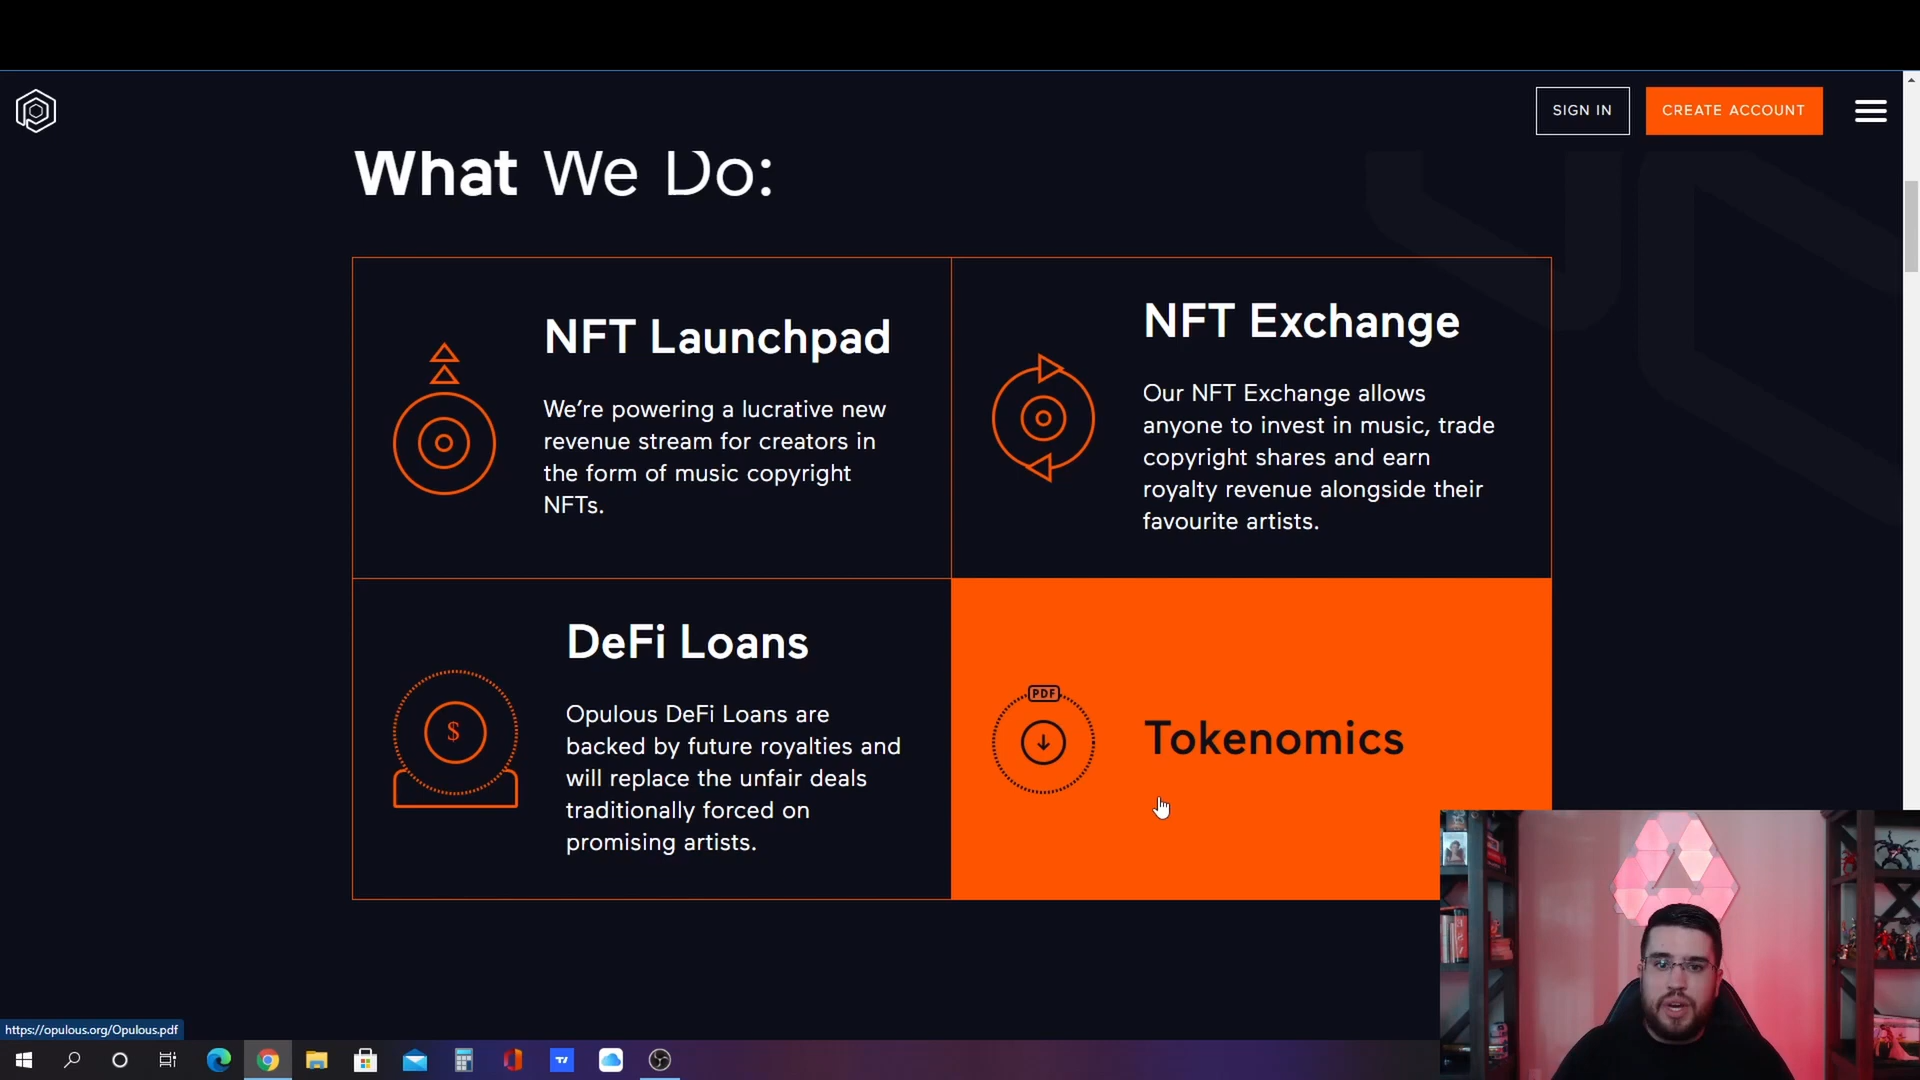 SIGN IN
CREATE ACCOUNT
What We Do:
NFT Launchpad
We’re powering a lucrative new
revenue stream for creators in
the form of music copyright
NFTs.
NFT Exchange
Our NFT Exchange allows
anyone to invest in music, trade
copyright shares and earn
royalty revenue alongside their
favourite artists.
DeFi Loans
$
Opulous DeFi Loans are
backed by future royalties and
will replace the unfair deals
traditionally forced on
promising artists.
PDF
Tokenomics
https://opulous.org/Opulous.pdf